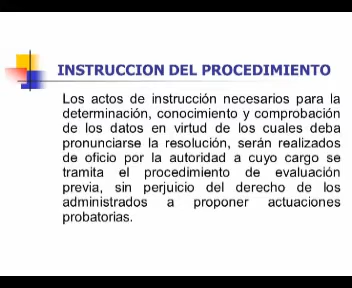 INSTRUCCION DEL PROCEDIMIENTO
Los actos de instrucción necesarios para la
determinación, conocimiento y comprobación
de los datos en virtud de los cuales deba
pronunciarse la resolución, serán realizados
de oficio por la autoridad a cuyo cargo se
tramita el procedimiento de evaluación
previa, sin perjuicio del derecho de los
administrados a proponer actuaciones
probatorias.